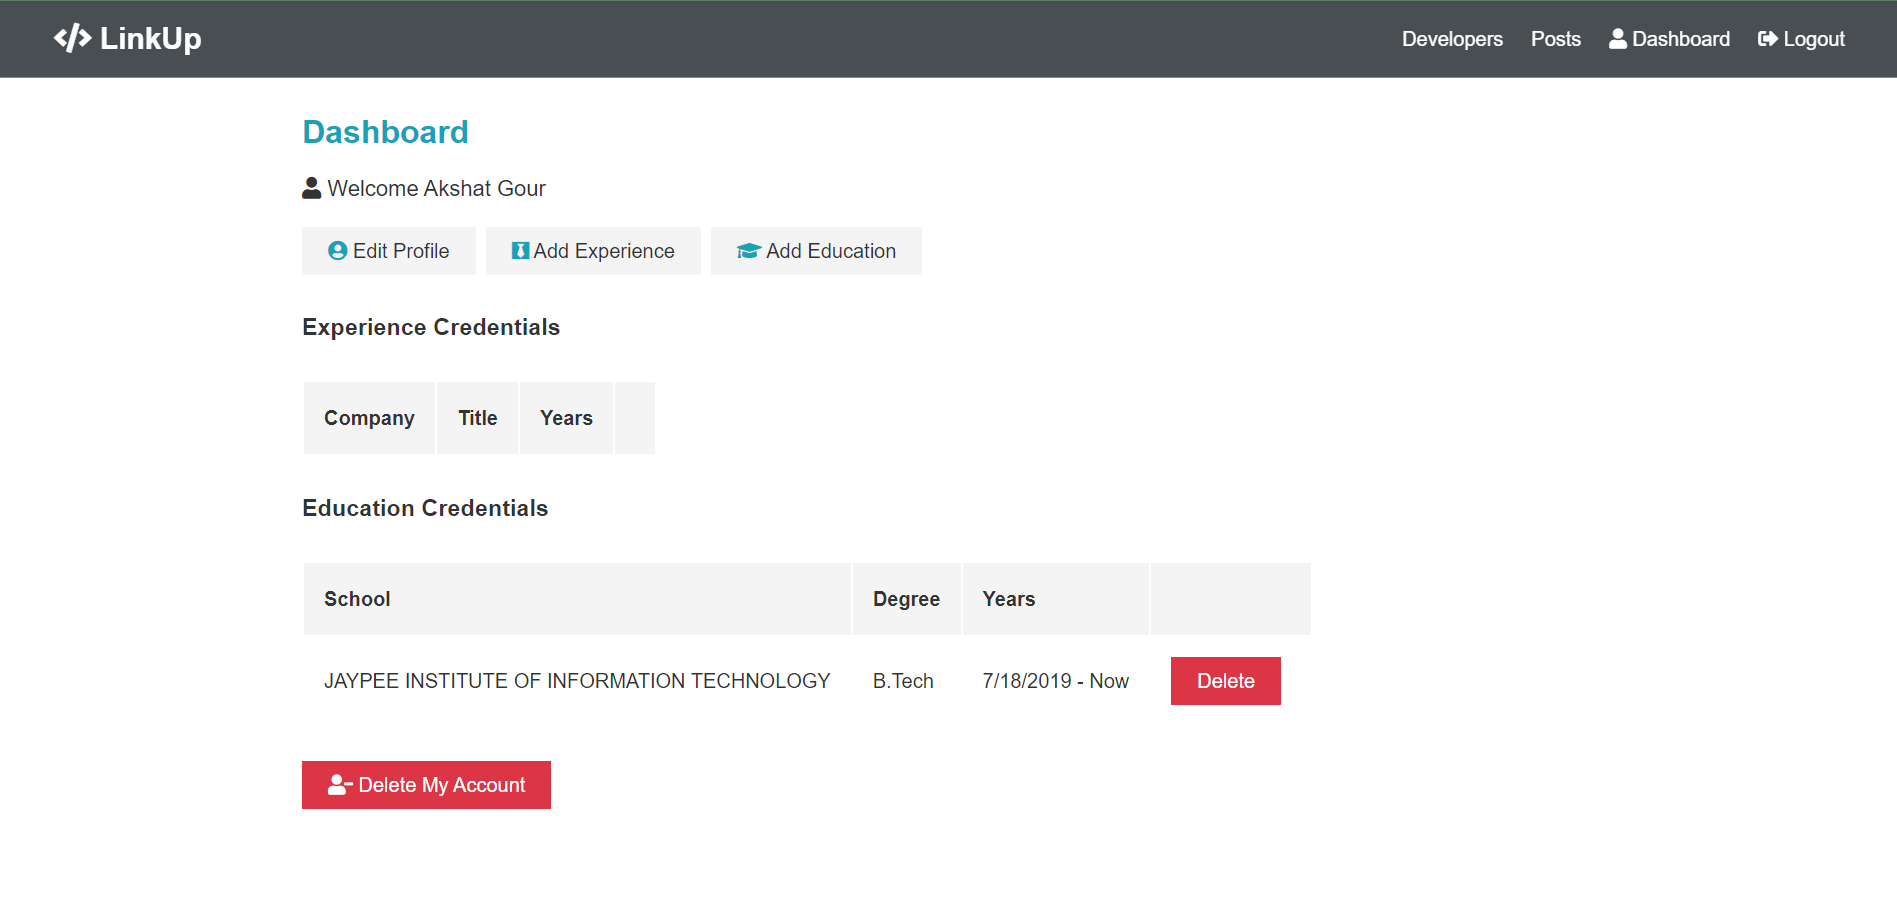 LinkUp
Developers Posts Dashboard Logout
Dashboard
Welcome Akshat Gour
Edit Profile Add Experience Add Education
Experience Credentials
Company Title Years
Education Credentials
School Degree Years
JAYPEE INSTITUTE OF INFORMATION TECHNOLOGY B.Tech 7/18/2019 - Now Delete
Delete My Account